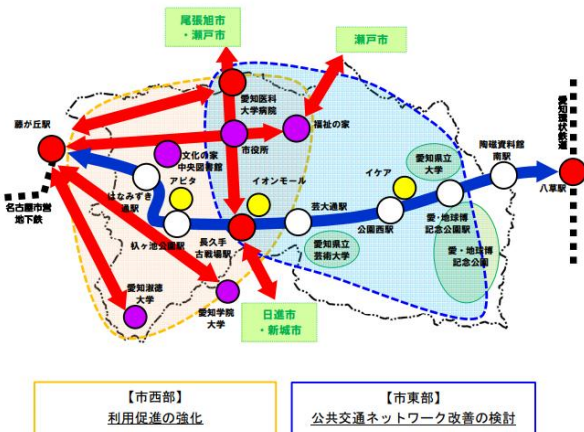 尾張旭市
・瀬戸市
瀬戸市
愛知環状鉄道
愛知医科
大学病院
藤が丘駅
福祉の家
市役所
文化の家
中央図書館
陶磁資料館
南駅
愛知県立
大学
八草駅
はなみずき
通駅
アピタ
イオンモール
イケア
芸大通駅
名古屋市営
地下鉄
杁ヶ池公園駅
長久手
古戦場駅
公園西駅
愛・地球博
記念公園駅
愛知県立
芸術大学
愛・地球博
記念公園
愛知淑徳
大学
愛知学院
大学
日進市
・新城市
【市西部】
利用促進の強化
【市東部】
公共交通ネットワーク改善の検討